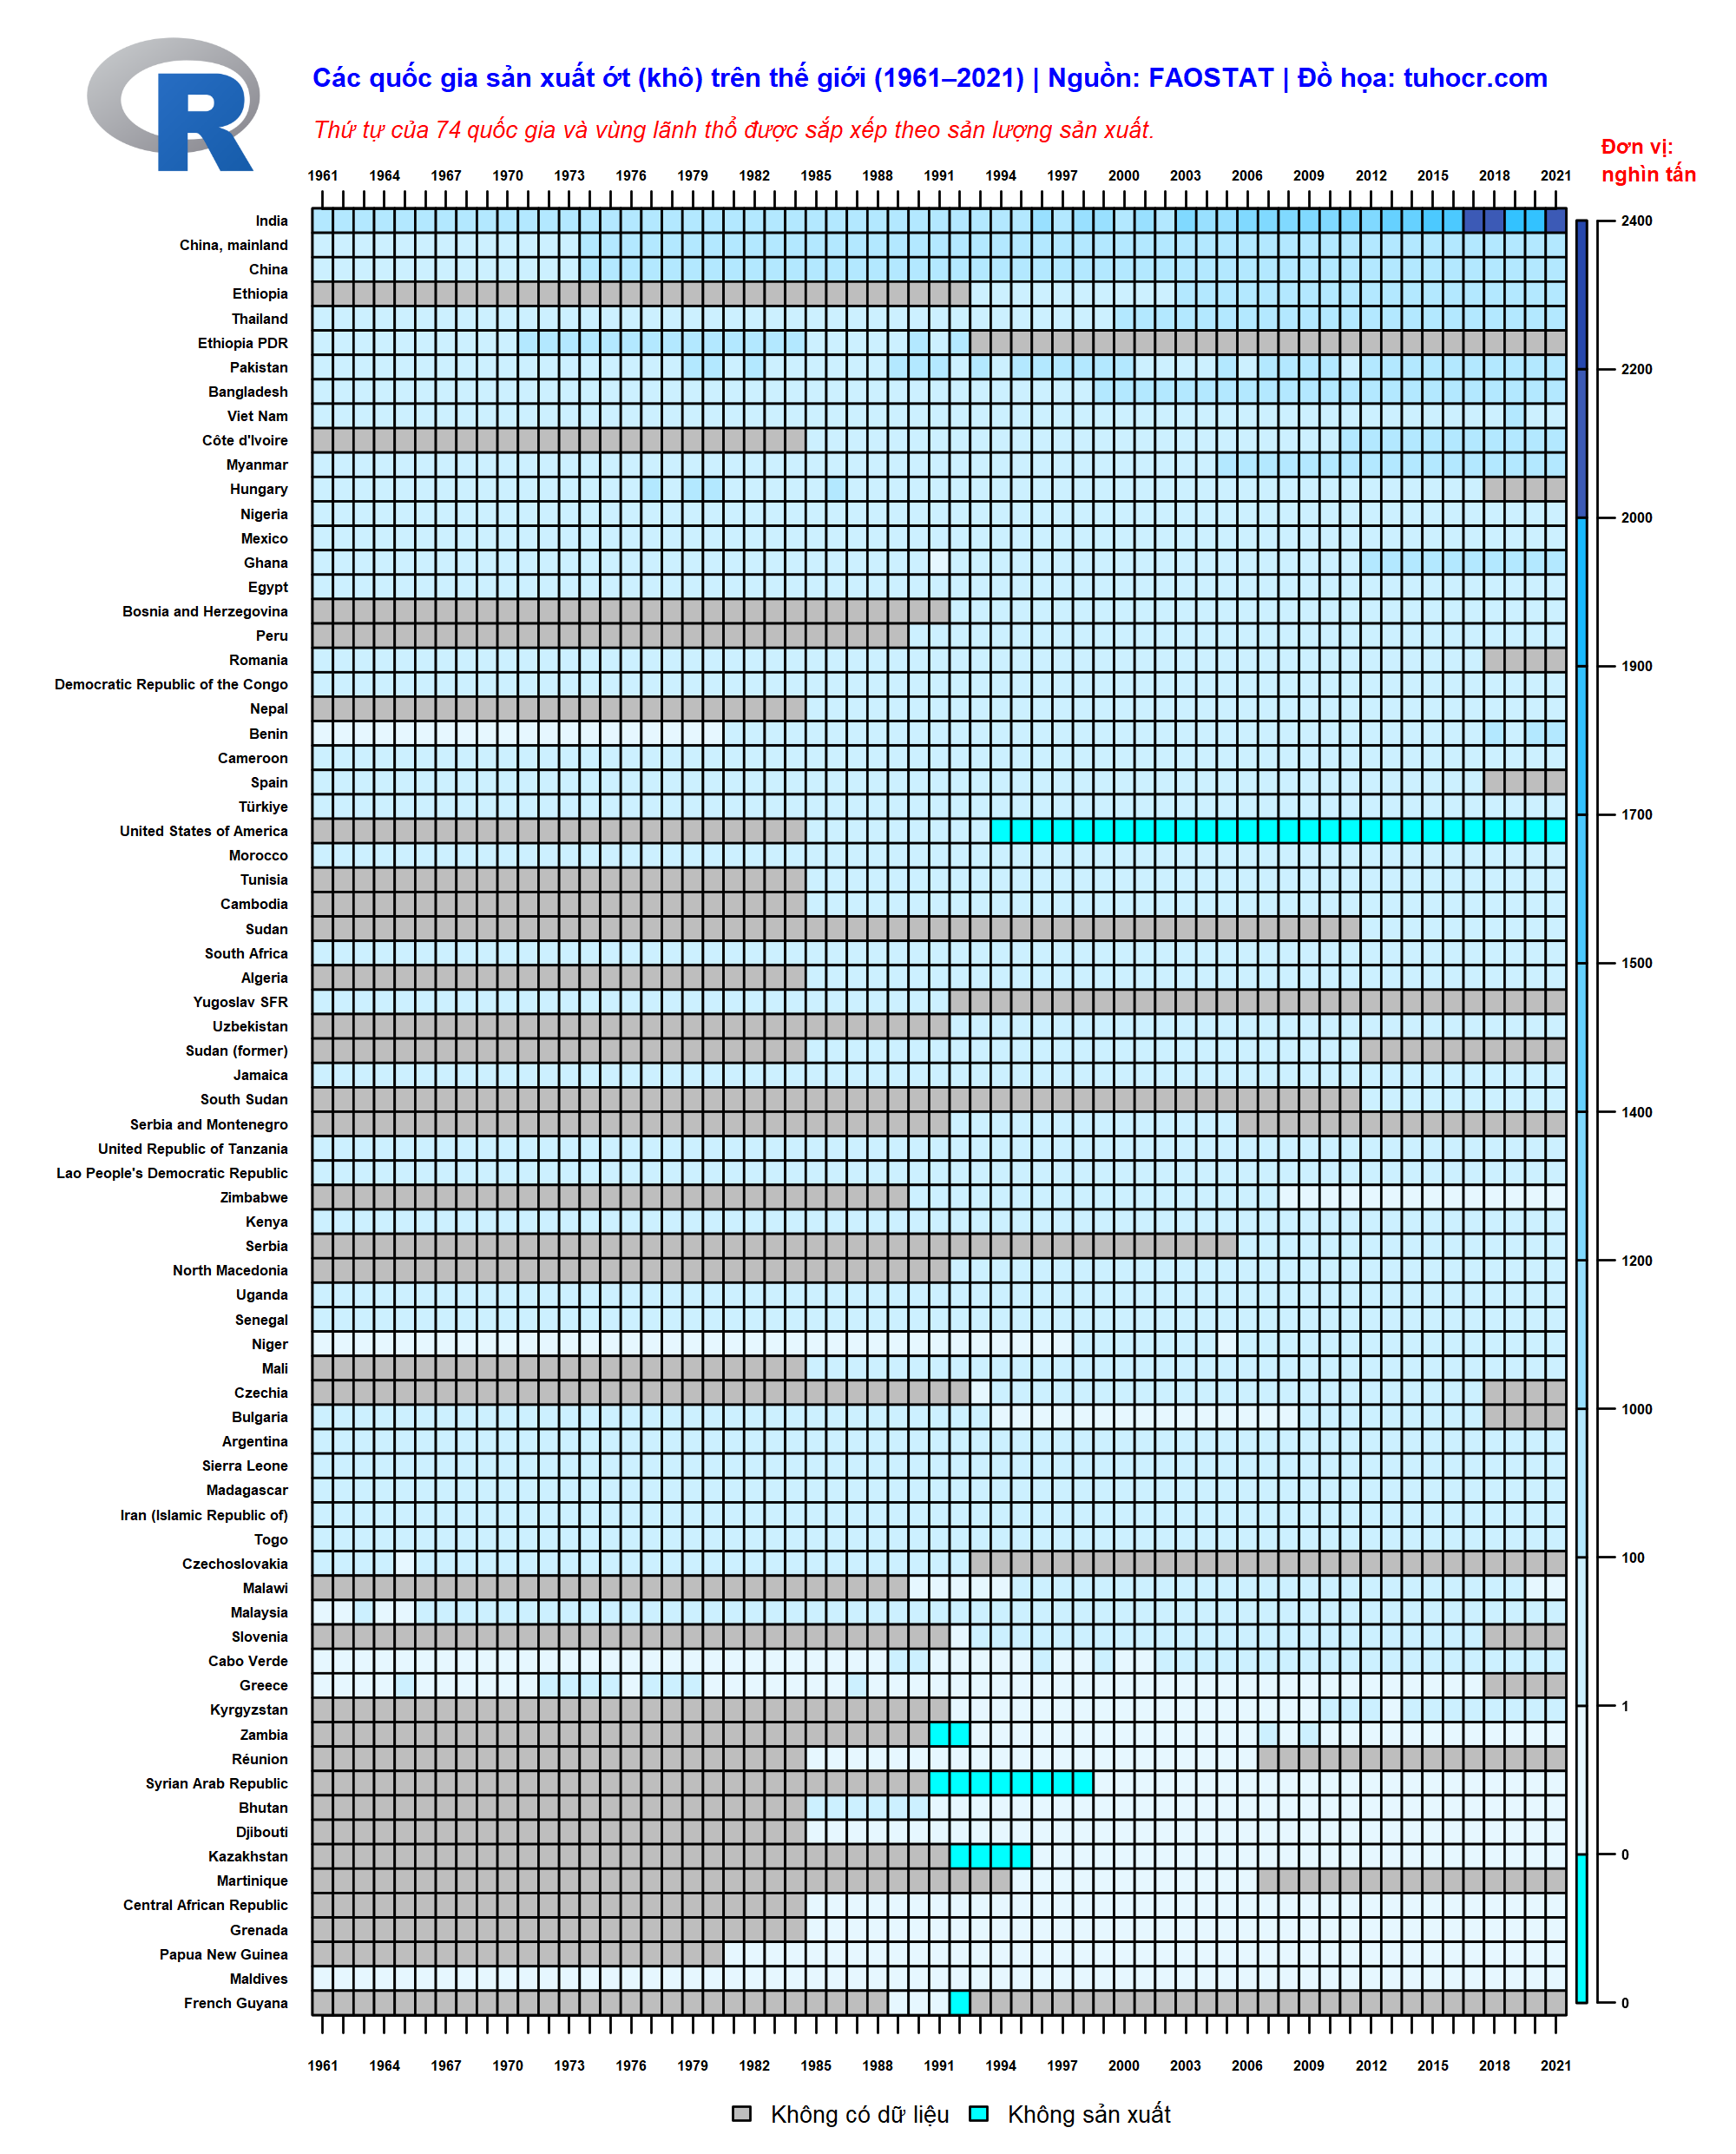 R
Các quốc gia sản xuất ớt (khô) trên thế giới (1961–2021) | Nguồn: FAOSTAT | Đồ họa: tuhocr.com
Thứ tự của 74 quốc gia và vùng lãnh thổ được sắp xếp theo sản lượng sản xuất.
Đơn vị:
nghìn tấn
1961 1964 1967 1970 1973 1976 1979 1982 1985 1988 1991 1994 1997 2000 2003 2006 2009 2012 2015 2018 2021
India
China, mainland
China
Ethiopia
Thailand
Ethiopia PDR
Pakistan
Bangladesh
Viet Nam
Côte d'Ivoire
Myanmar
Hungary
Nigeria
Mexico
Ghana
Egypt
Bosnia and Herzegovina
Peru
Romania
Democratic Republic of the Congo
Nepal
Benin
Cameroon
Spain
Türkiye
United States of America
Morocco
Tunisia
Cambodia
Sudan
South Africa
Algeria
Yugoslav SFR
Uzbekistan
Sudan (former)
Jamaica
South Sudan
Serbia and Montenegro
United Republic of Tanzania
Lao People's Democratic Republic
Zimbabwe
Kenya
Serbia
North Macedonia
Uganda
Senegal
Niger
Mali
Czechia
Bulgaria
Argentina
Sierra Leone
Madagascar
Iran (Islamic Republic of)
Togo
Czechoslovakia
Malawi
Malaysia
Slovenia
Cabo Verde
Greece
Kyrgyzstan
Zambia
Réunion
Syrian Arab Republic
Bhutan
Djibouti
Kazakhstan
Martinique
Central African Republic
Grenada
Papua New Guinea
Maldives
French Guyana
2400
2200
2000
1900
1700
1500
1400
1200
1000
100
1
0
0
1961 1964 1967 1970 1973 1976 1979 1982 1985 1988 1991 1994 1997 2000 2003 2006 2009 2012 2015 2018 2021
Không có dữ liệu Không sản xuất